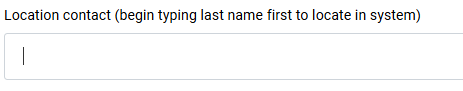 Location contact (begin typing last name first to locate in system)